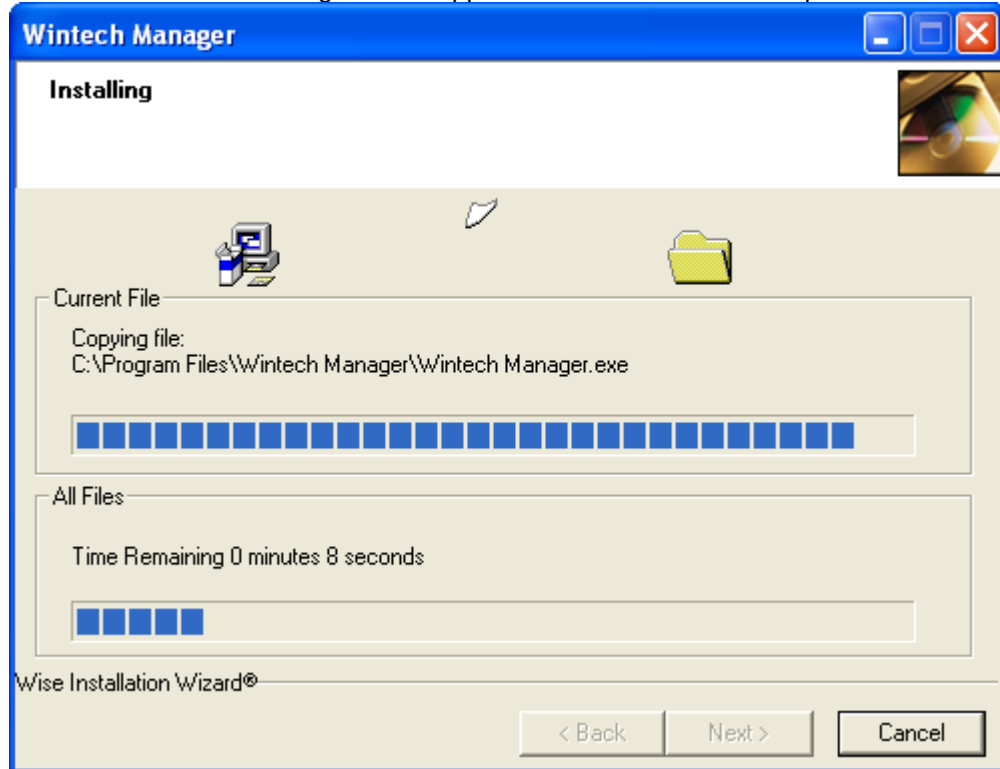 Wintech Manager
Installing
Current File
Copying file:
C:\Program Files\Wintech Manager\Wintech Manager.exe
All Files
Time Remaining 0 minutes 8 seconds
Wise Installation Wizard®
< Back Next > Cancel